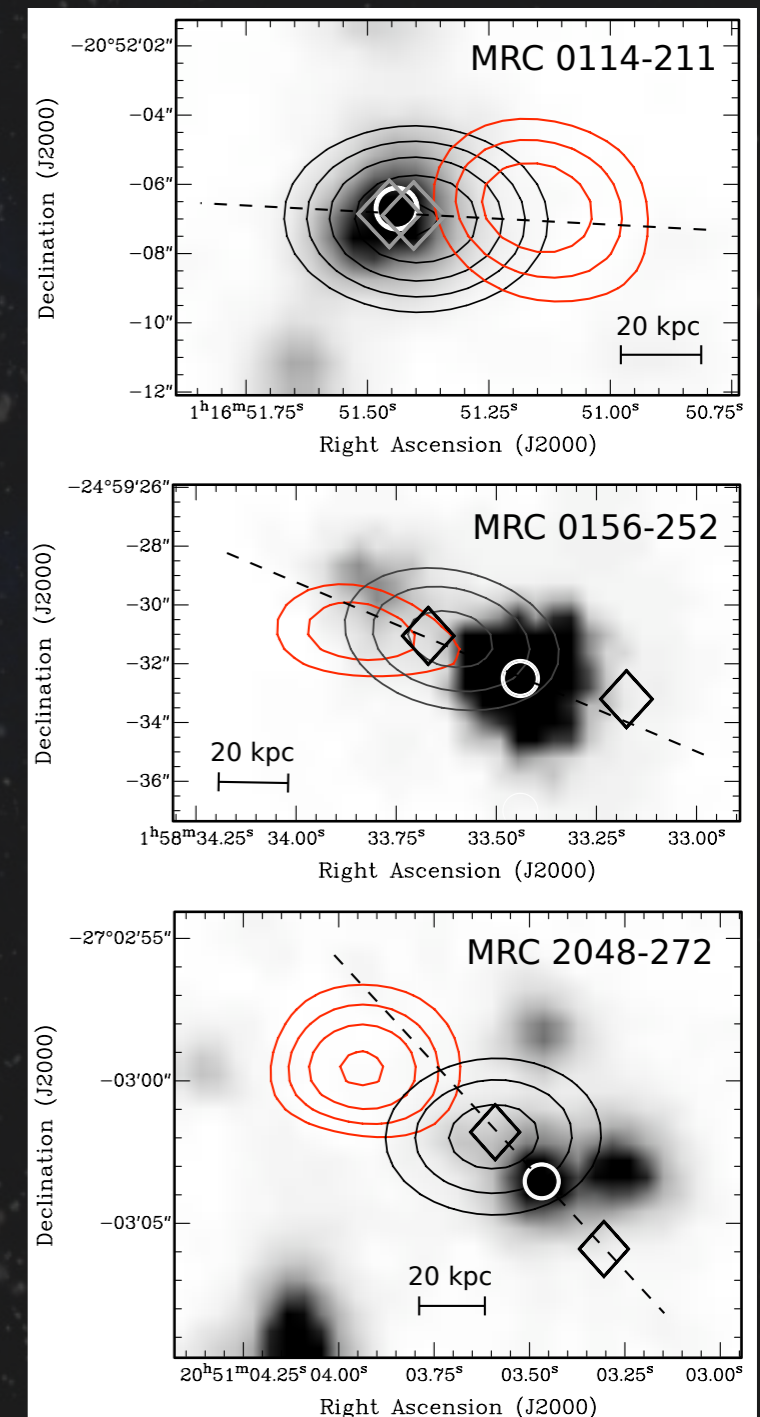 MRC 0114-211
−20°52′02″
−04″
−06″
−08″
−10″
−12″
Declination (J2000)
20 kpc
1ʰ16ᵐ51.75ˢ 51.50ˢ 51.25ˢ 51.00ˢ 50.75ˢ
Right Ascension (J2000)
MRC 0156-252
−24°59′26″
−28″
−30″
−32″
−34″
−36″
Declination (J2000)
20 kpc
1ʰ58ᵐ34.25ˢ 34.00ˢ 33.75ˢ 33.50ˢ 33.25ˢ 33.00ˢ
Right Ascension (J2000)
MRC 2048-272
−27°02′55″
−03′00″
−03′05″
Declination (J2000)
20 kpc
20ʰ51ᵐ04.25ˢ 04.00ˢ 03.75ˢ 03.50ˢ 03.25ˢ 03.00ˢ
Right Ascension (J2000)